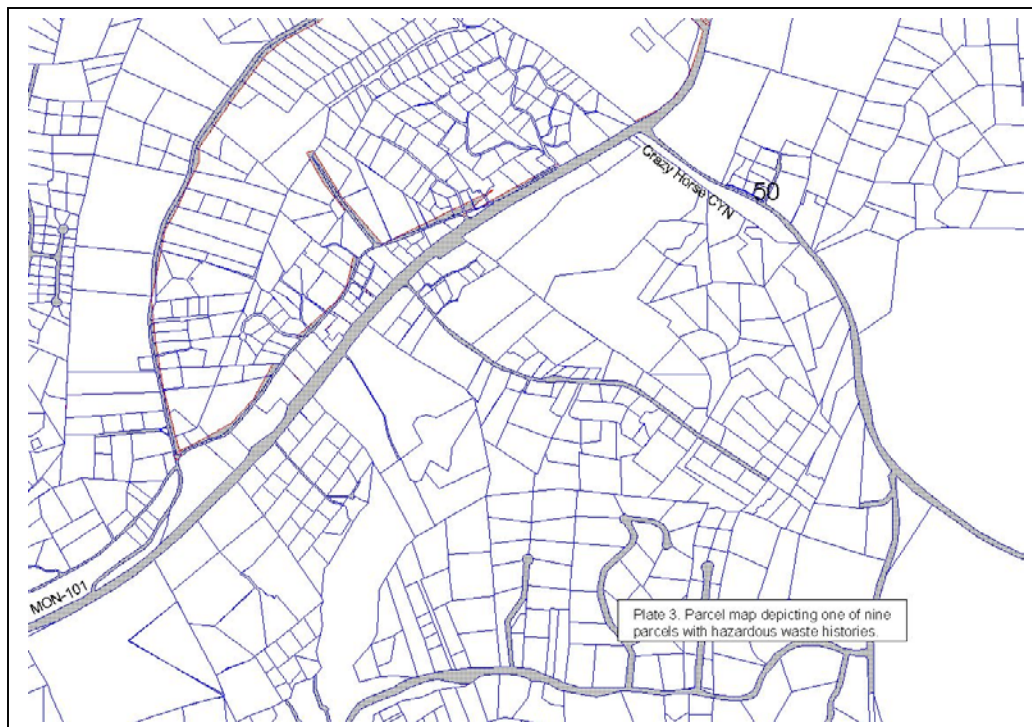 Crazy Horse CYN
50
MON-101
Plate 3. Parcel map depicting one of nine
parcels with hazardous waste histories.